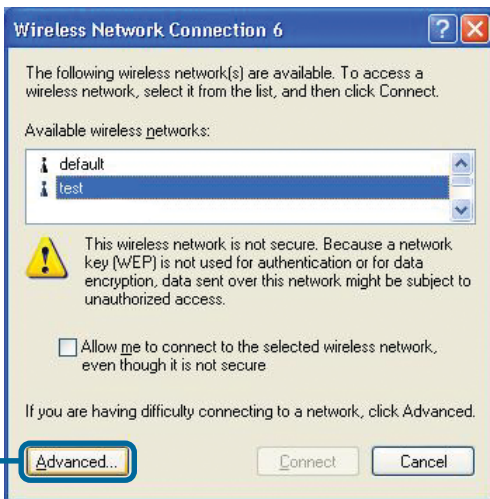 Wireless Network Connection 6
The following wireless network(s) are available. To access a
wireless network, select it from the list, and then click Connect.
Available wireless networks:
default
test
This wireless network is not secure. Because a network
key (WEP) is not used for authentication or for data
encryption, data sent over this network might be subject to
unauthorized access.
Allow me to connect to the selected wireless network,
even though it is not secure
If you are having difficulty connecting to a network, click Advanced.
Advanced... Connect Cancel